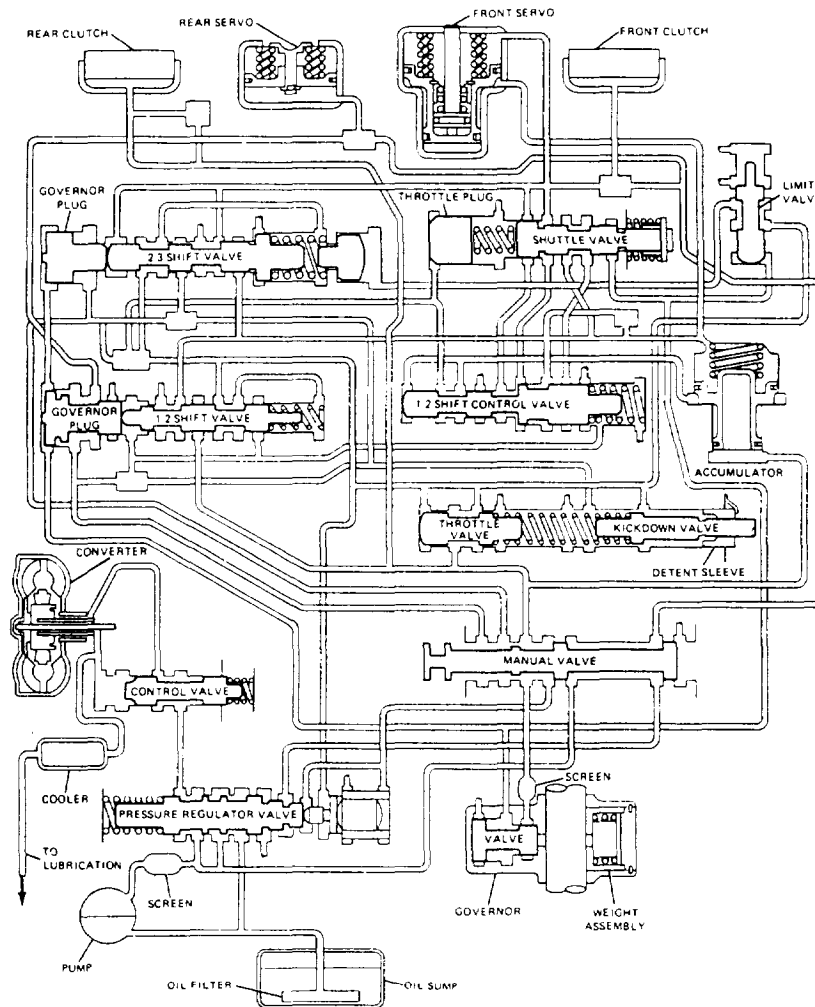 REAR CLUTCH
REAR SERVO
FRONT SERVO
FRONT CLUTCH
GOVERNOR
PLUG
THROTTLE PLUG
LIMIT
VALV
2 3 SHIFT VALVE
SHUTTLE VALVE
GOVERNOR
PLUG
1 2 SHIFT VALVE
1 2 SHIFT CONTROL VALVE
ACCUMULATOR
THROTTLE
VALVE
KICKDOWN VALVE
DETENT SLEEVE
CONVERTER
MANUAL VALVE
CONTROL VALVE
COOLER
SCREEN
PRESSURE REGULATOR VALVE
VALVE
TO
LUBRICATION
SCREEN
GOVERNOR
WEIGHT
ASSEMBLY
PUMP
OIL FILTER
OIL SUMP